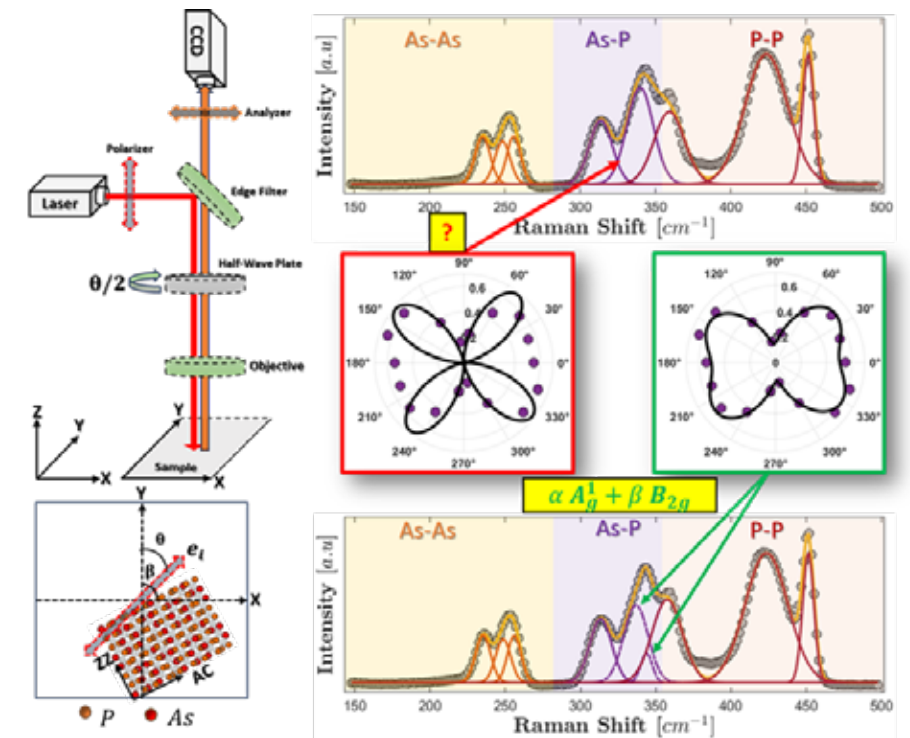 CCD
Analyzer
Polarizer
Edge Filter
Laser
Half-Wave Plate
θ/2
Objective
Z
Y
X
Y
Sample
X
Y
θ
e_i
β
X
ZZ
AC
P
As
As-As
As-P
P-P
Intensity [a.u]
150 200 250 300 350 400 450 500
Raman Shift [cm⁻¹]
?
90°
120° 60°
0.6
150° 0.4 30°
2
180° 0°
210° 330°
240° 300°
270°
90°
120° 60°
0.6
150° 0.4 30°
2
180° 0 0°
210° 330°
240° 300°
270°
α A_g^1 + β B_{2g}
As-As
As-P
P-P
Intensity [a.u]
150 200 250 300 350 400 450 500
Raman Shift [cm⁻¹]